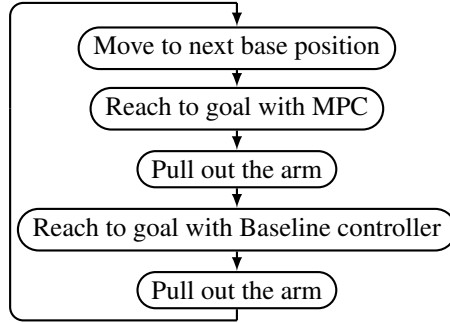 Move to next base position
Reach to goal with MPC
Pull out the arm
Reach to goal with Baseline controller
Pull out the arm